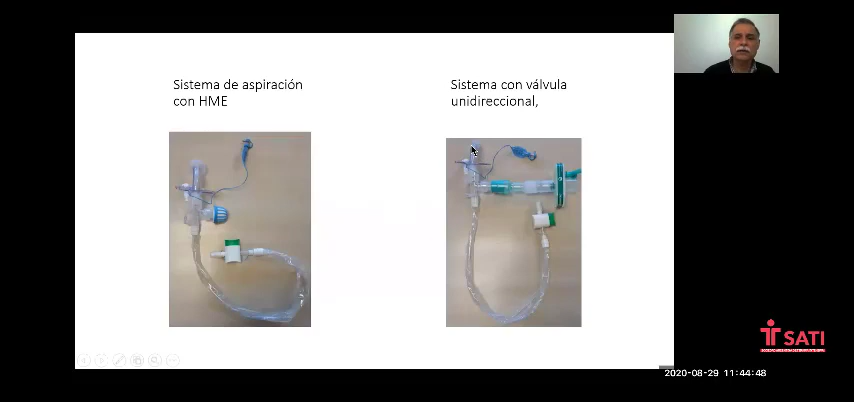 Sistema de aspiración
con HME
Sistema con válvula
unidireccional,
SATI
2020-08-29 11:44:48